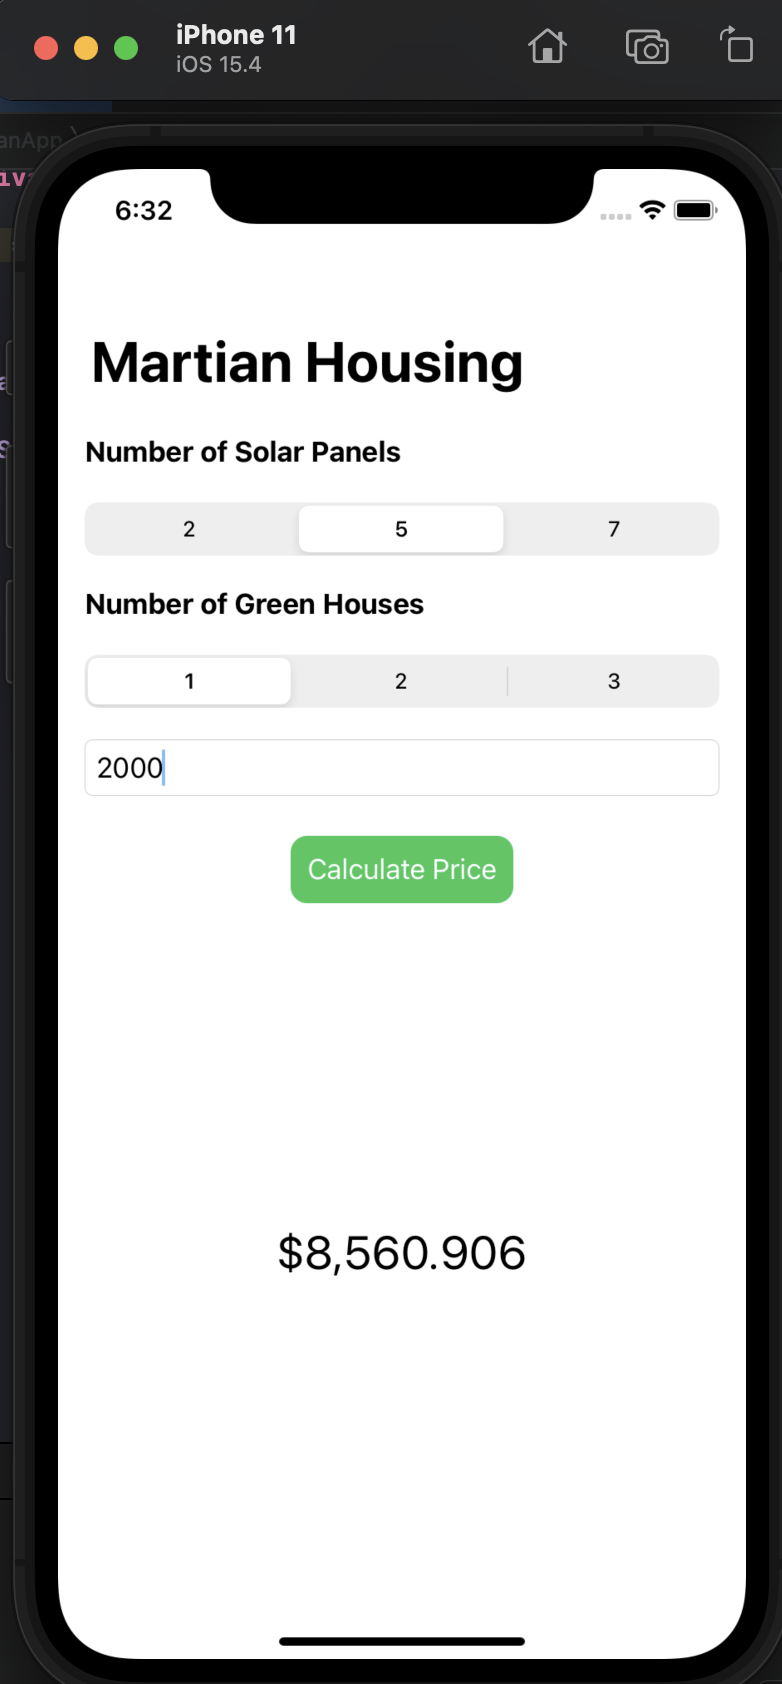 iPhone 11
iOS 15.4
anApp
6:32
Martian Housing
Number of Solar Panels
2 5 7
Number of Green Houses
1 2 3
2000
Calculate Price
$8,560.906